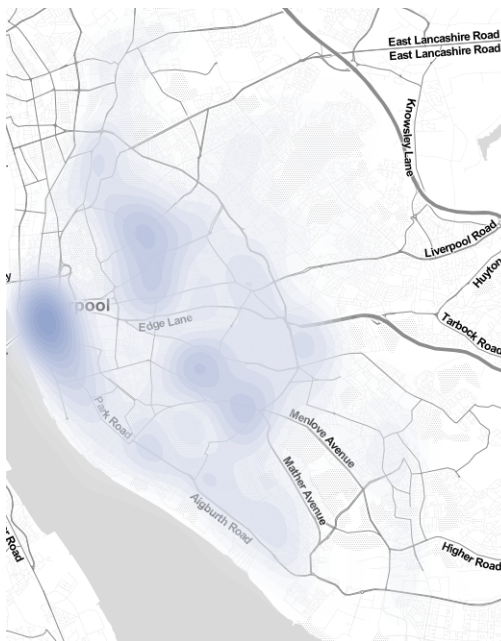 East Lancashire Road
East Lancashire Road
Knowsley Lane
Liverpool Road
Huyton
y
pool
Edge Lane
Tarbock Road
Park Road
Menlove Avenue
Mather Avenue
Aigburth Road
Higher Road
r Road